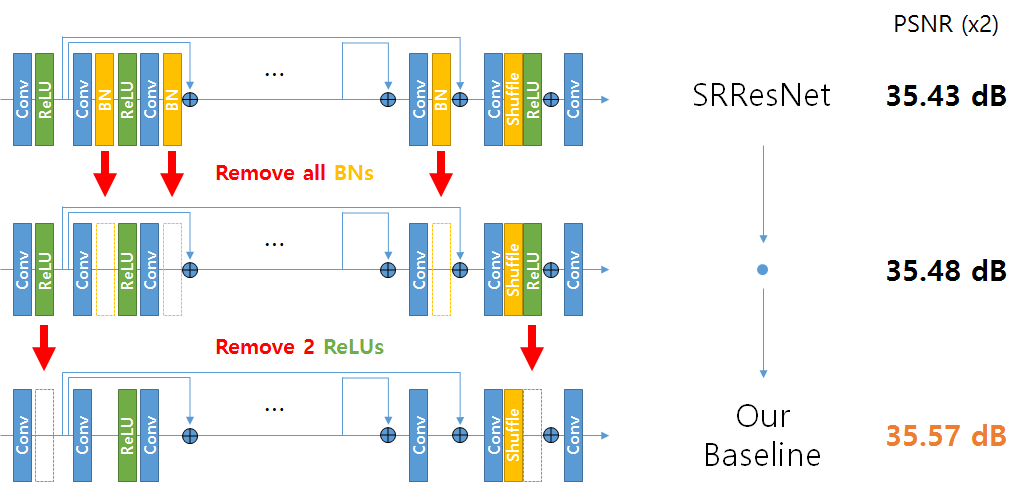 PSNR (x2)
Conv ReLU Conv BN ReLU Conv BN ... Conv BN Conv Shuffle ReLU Conv
SRResNet 35.43 dB
Remove all BNs
Conv ReLU Conv ReLU Conv ... Conv Conv Shuffle ReLU Conv
35.48 dB
Remove 2 ReLUs
Conv Conv ReLU Conv ... Conv Conv Shuffle Conv
Our
Baseline
35.57 dB